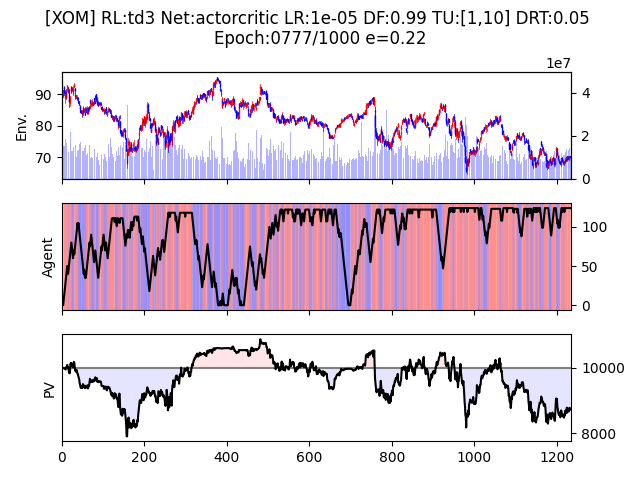 [XOM] RL:td3 Net:actorcritic LR:1e-05 DF:0.99 TU:[1,10] DRT:0.05
Epoch:0777/1000 e=0.22
1e7
Env.
90
80
70
4
2
0
Agent
100
50
0
PV
10000
8000
0 200 400 600 800 1000 1200